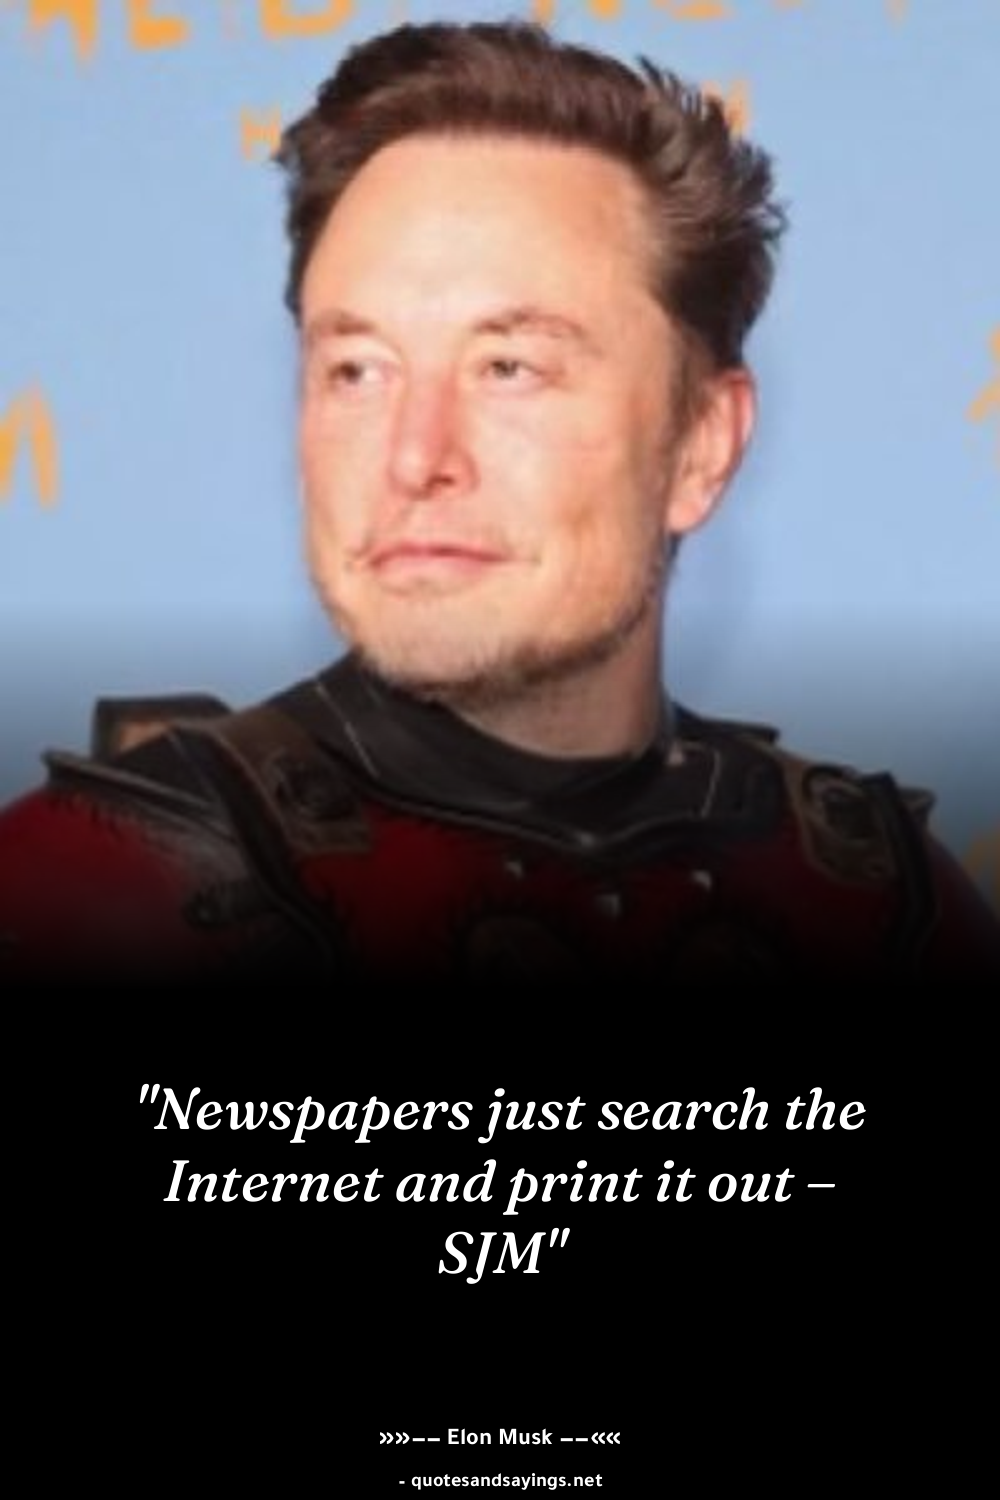 "Newspapers just search the
Internet and print it out –
SJM"
»»–– Elon Musk ––««
- quotesandsayings.net